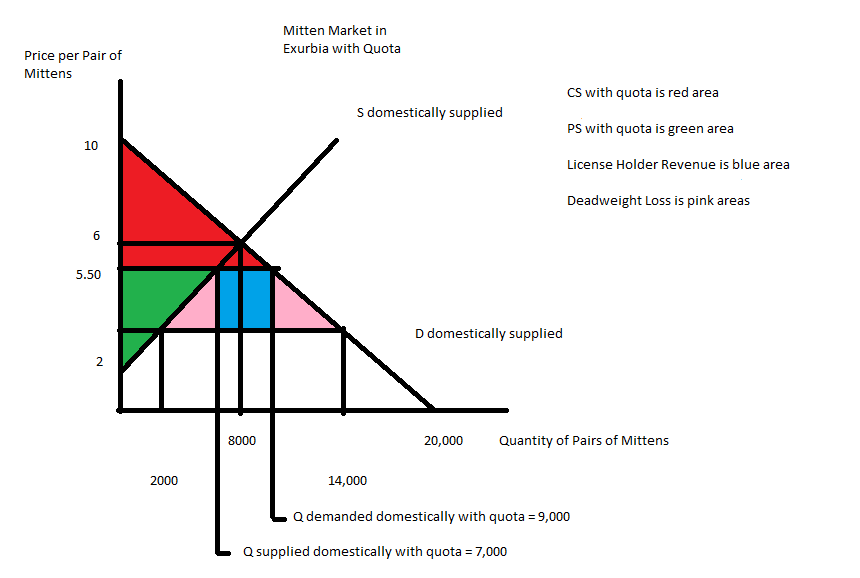 Mitten Market in
Exurbia with Quota
Price per Pair of
Mittens
CS with quota is red area
S domestically supplied
PS with quota is green area
10
License Holder Revenue is blue area
Deadweight Loss is pink areas
6
5.50
D domestically supplied
2
8000
20,000
Quantity of Pairs of Mittens
2000
14,000
Q demanded domestically with quota = 9,000
Q supplied domestically with quota = 7,000